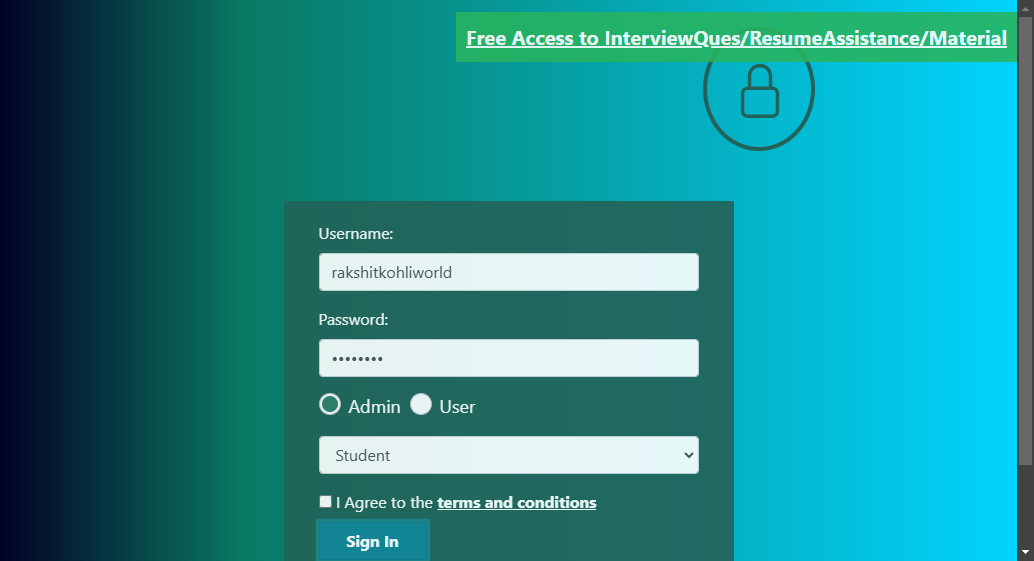 Free Access to InterviewQues/ResumeAssistance/Material
Username:
rakshitkohliworld
Password:
••••••••
Admin User
Student
I Agree to the terms and conditions
Sign In